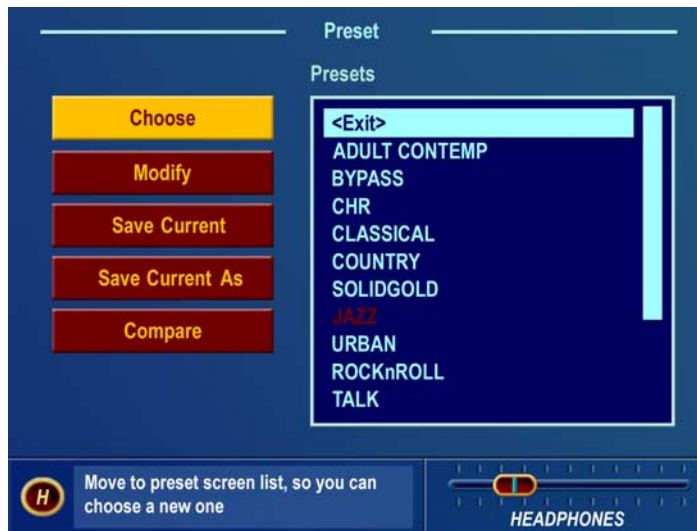 Preset
Presets
Choose
Modify
Save Current
Save Current As
Compare
<Exit>
ADULT CONTEMP
BYPASS
CHR
CLASSICAL
COUNTRY
SOLIDGOLD
JAZZ
URBAN
ROCKnROLL
TALK
H
Move to preset screen list, so you can
choose a new one
HEADPHONES